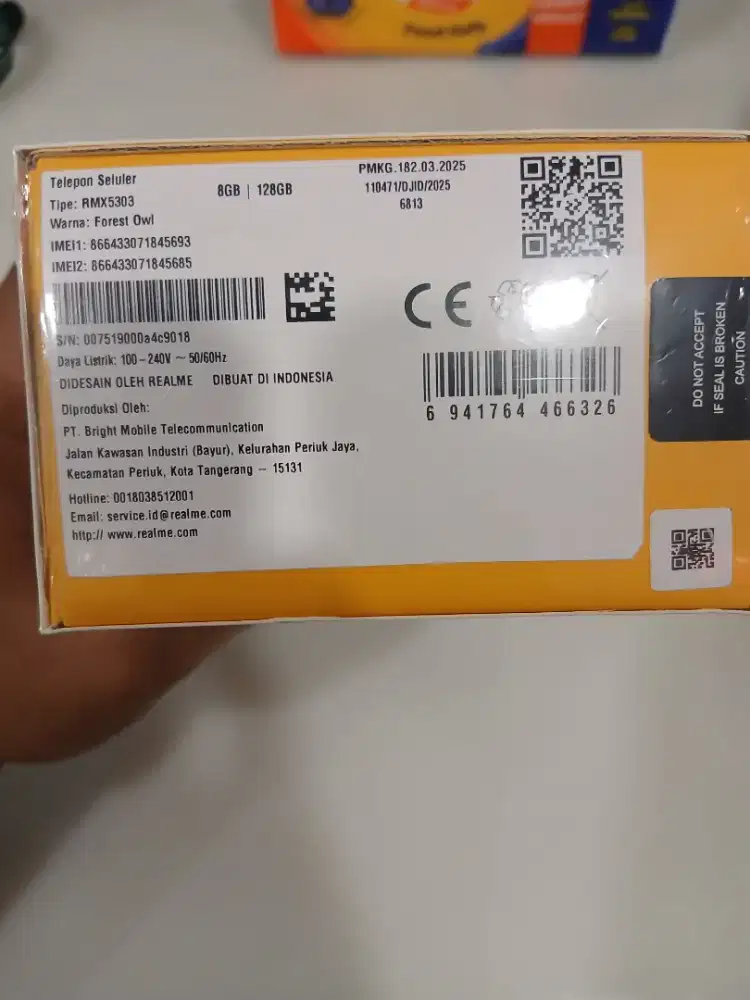 Telepon Seluler
Tipe: RMX5303
8GB | 128GB
Warna: Forest Owl
IMEI1: 866433071845693
IMEI2: 866433071845685
PMKG.182.03.2025
110471/DJID/2025
6813
S/N: 007519000a4c9018
Daya Listrik: 100-240V ~ 50/60Hz
DIDESAIN OLEH REALME DIBUAT DI INDONESIA
Diproduksi Oleh:
PT. Bright Mobile Telecommunication
Jalan Kawasan Industri (Bayur), Kelurahan Periuk Jaya,
Kecamatan Periuk, Kota Tangerang – 15131
Hotline: 0018038512001
Email: service.id@realme.com
http:// www.realme.com
CE
6 941764 466326
DO NOT ACCEPT
IF SEAL IS BROKEN
CAUTION